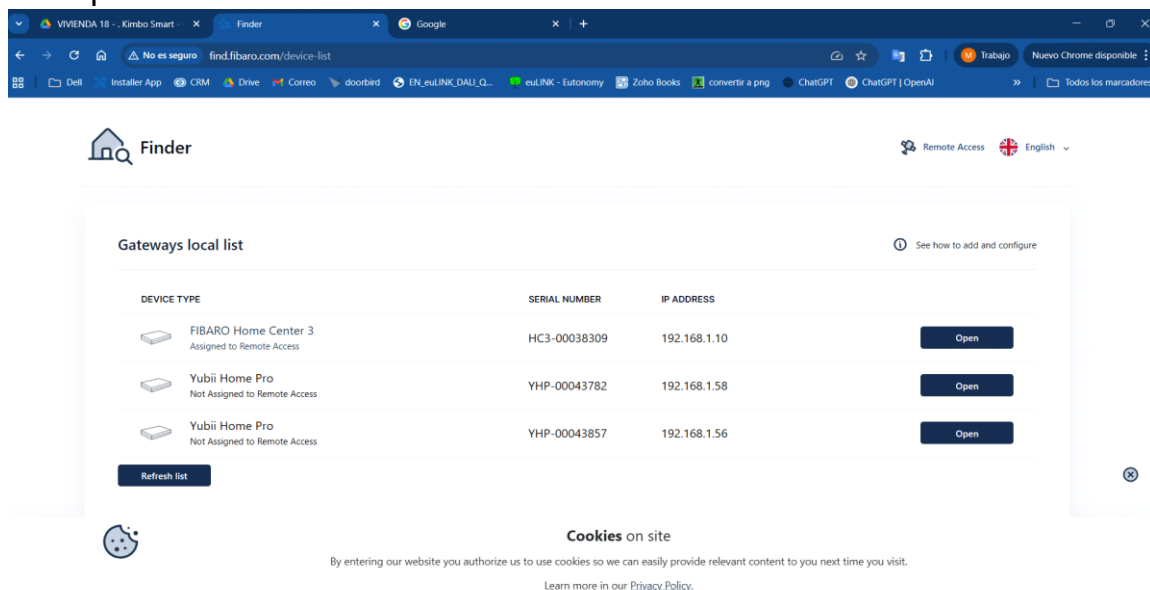 VIVIENDA 18 - . Kimbo Smart - Finder Google
No es seguro find.fibaro.com/device-list Trabajo Nuevo Chrome disponible
Dell Installer App CRM Drive Correo doorbird EN_euLINK_DALI_Q... euLINK - Eutonomy Zoho Books convertir a png ChatGPT ChatGPT | OpenAI » Todos los marcadores
Finder Remote Access English
Gateways local list See how to add and configure
DEVICE TYPE SERIAL NUMBER IP ADDRESS
FIBARO Home Center 3 HC3-00038309 192.168.1.10 Open
Assigned to Remote Access
Yubii Home Pro YHP-00043782 192.168.1.58 Open
Not Assigned to Remote Access
Yubii Home Pro YHP-00043857 192.168.1.56 Open
Not Assigned to Remote Access
Refresh list
Cookies on site
By entering our website you authorize us to use cookies so we can easily provide relevant content to you next time you visit.
Learn more in our Privacy Policy.